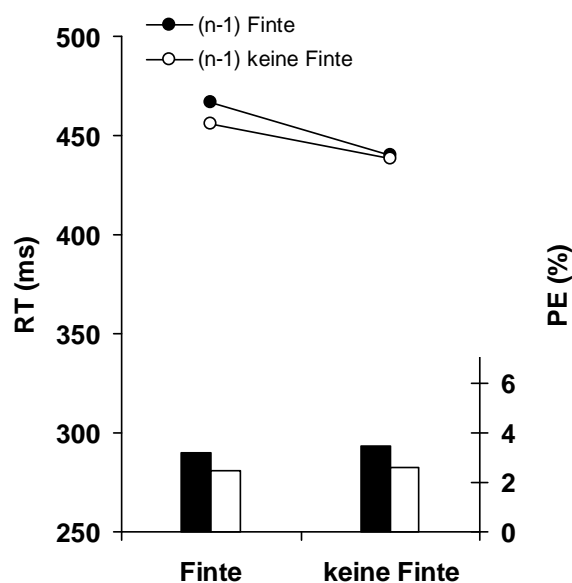 (n-1) Finte
(n-1) keine Finte
500
450
400
350
300
250
RT (ms)
PE (%)
6
4
2
0
Finte
keine Finte